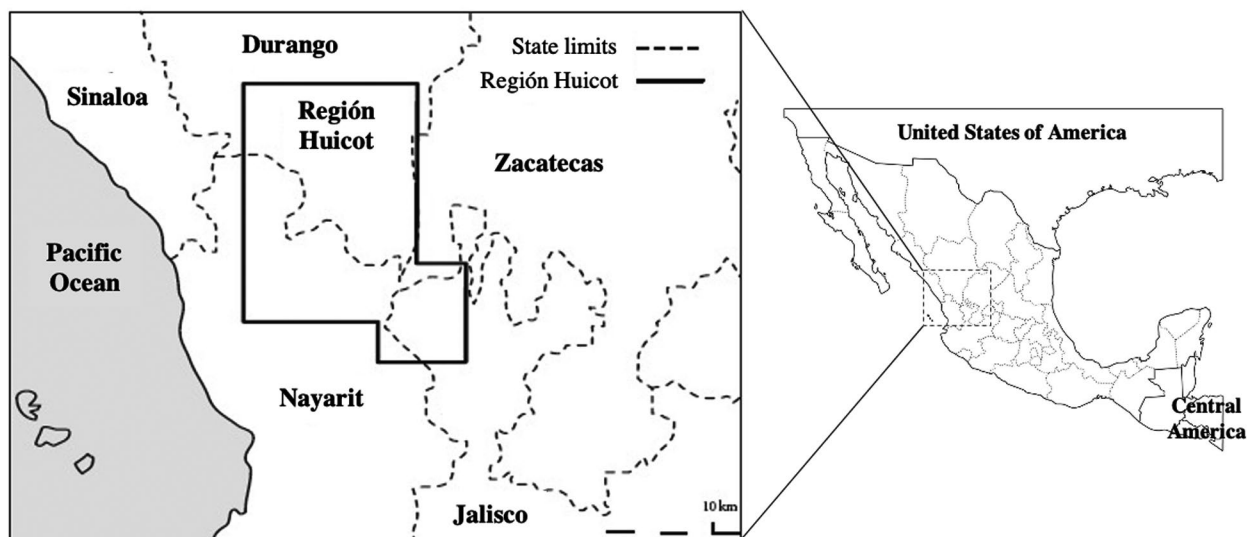 Durango
State limits
Región Huicot
Sinaloa
Región
Huicot
Zacatecas
United States of America
Pacific
Ocean
Nayarit
Central
America
10 km
Jalisco